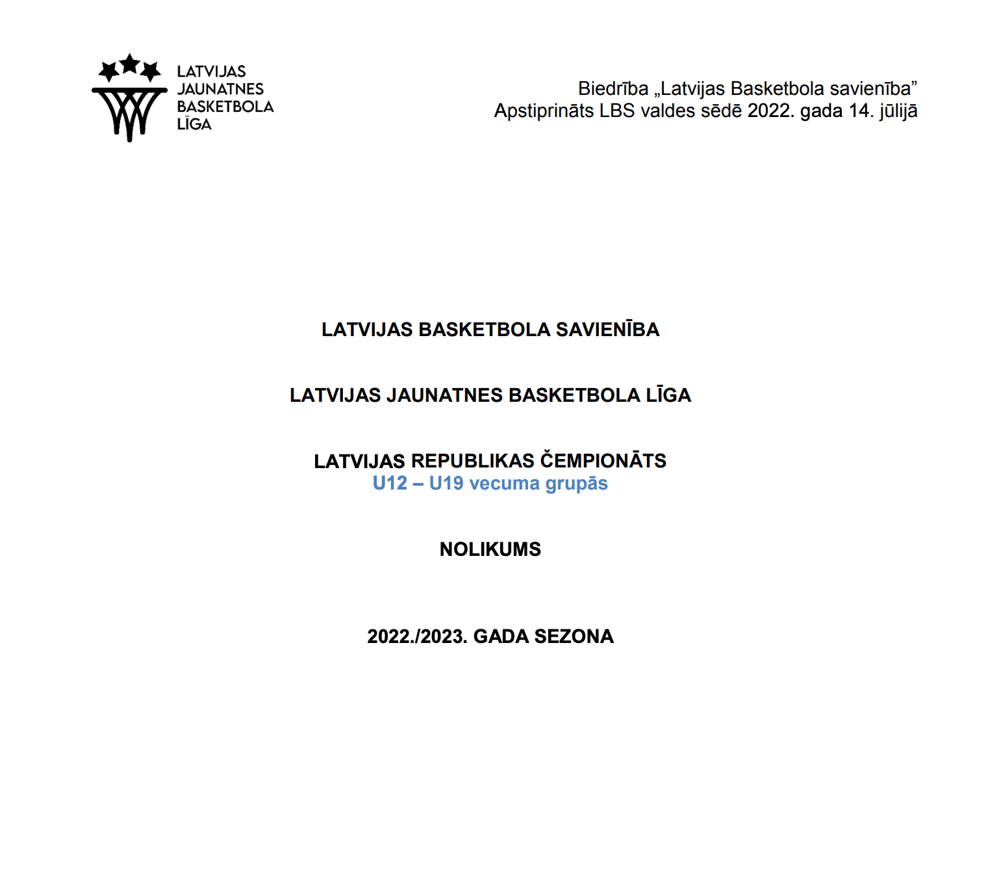 LATVIJAS
JAUNATNES
BASKETBOLA
LĪGA
Biedrība „Latvijas Basketbola savienība”
Apstiprināts LBS valdes sēdē 2022. gada 14. jūlijā
LATVIJAS BASKETBOLA SAVIENĪBA
LATVIJAS JAUNATNES BASKETBOLA LĪGA
LATVIJAS REPUBLIKAS ČEMPIONĀTS
U12 – U19 vecuma grupās
NOLIKUMS
2022./2023. GADA SEZONA